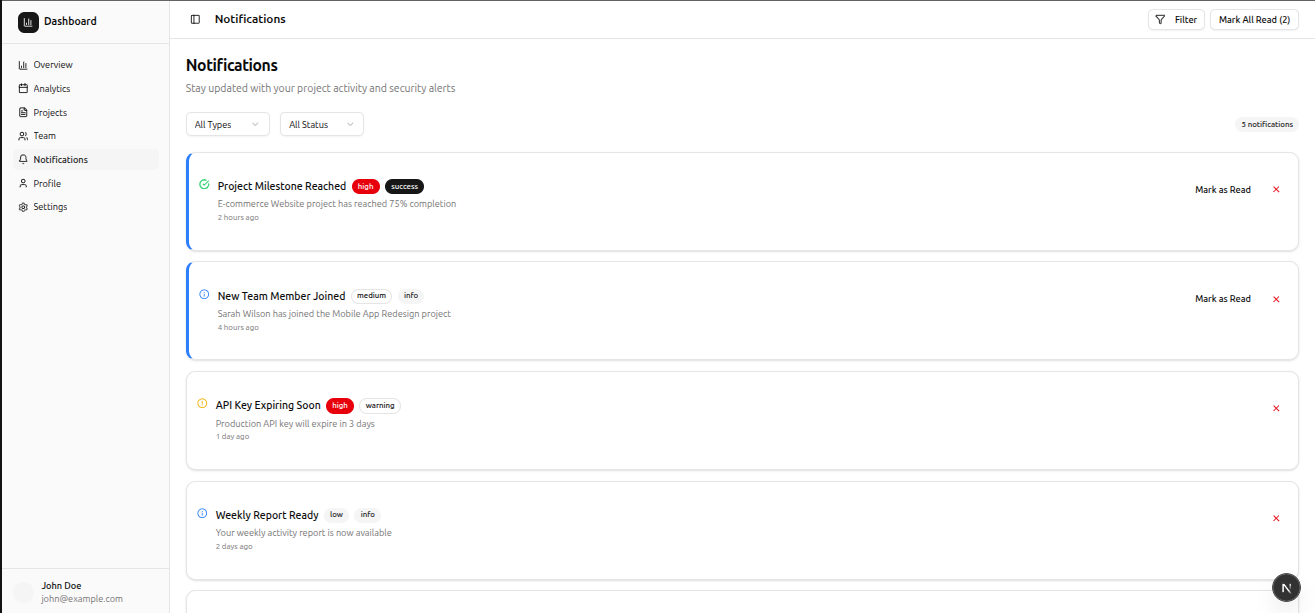 Dashboard
Overview
Analytics
Projects
Team
Notifications
Profile
Settings
John Doe
john@example.com
Notifications
Filter
Mark All Read (2)
Notifications
Stay updated with your project activity and security alerts
All Types
All Status
5 notifications
Project Milestone Reached high success
E-commerce Website project has reached 75% completion
2 hours ago
Mark as Read
New Team Member Joined medium info
Sarah Wilson has joined the Mobile App Redesign project
4 hours ago
Mark as Read
API Key Expiring Soon high warning
Production API key will expire in 3 days
1 day ago
Weekly Report Ready low info
Your weekly activity report is now available
2 days ago
N